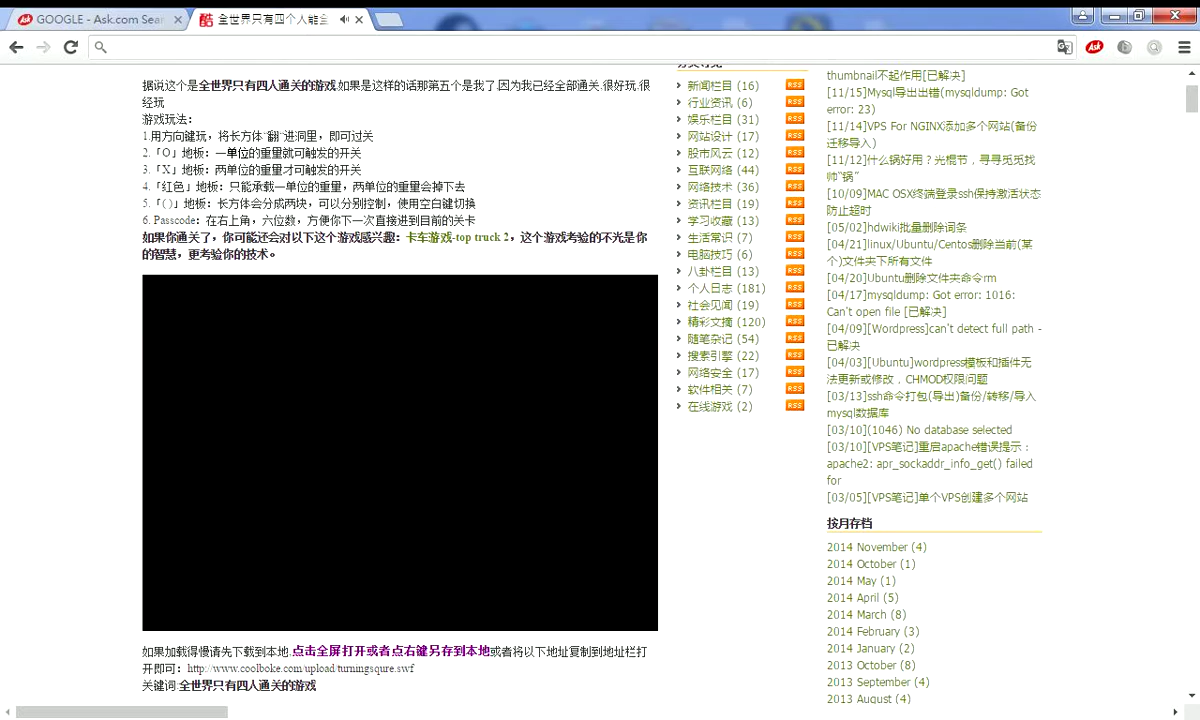 GOOGLE - Ask.com Sear
全世界只有四个人能全
据说这个是全世界只有四人通关的游戏.如果是这样的话那第五个是我了.因为我已经全部通关.很好玩.很
经玩
游戏玩法：
1.用方向键玩，将长方体“翻”进洞里，即可过关
2.「O」地板：一单位的重量就可触发的开关
3.「X」地板：两单位的重量才可触发的开关
4.「红色」地板：只能承载一单位的重量，两单位的重量会掉下去
5.「( )」地板：长方体会分成两块，可以分别控制，使用空白键切换
6. Passcode：在右上角，六位数，方便你下一次直接进到目前的关卡
如果你通关了，你可能还会对以下这个游戏感兴趣：卡车游戏-top truck 2，这个游戏考验的不光是你
的智慧，更考验你的技术。
如果加载得慢请先下载到本地.点击全屏打开或者点右键另存到本地或者将以下地址复制到地址栏打
开即可：http://www.coolboke.com/upload/turningsqure.swf
关键词:全世界只有四人通关的游戏
新闻栏目 (16) RSS
行业资讯 (6) RSS
娱乐栏目 (31) RSS
网站设计 (17) RSS
股市风云 (12) RSS
互联网络 (44) RSS
网络技术 (36) RSS
资讯栏目 (19) RSS
学习收藏 (13) RSS
生活常识 (7) RSS
电脑技巧 (6) RSS
八卦栏目 (13) RSS
个人日志 (181) RSS
社会见闻 (19) RSS
精彩文摘 (120) RSS
随笔杂记 (54) RSS
搜索引擎 (22) RSS
网络安全 (17) RSS
软件相关 (7) RSS
在线游戏 (2) RSS
thumbnail不起作用[已解决]
[11/15]Mysql导出出错(mysqldump: Got
error: 23)
[11/14]VPS For NGINX添加多个网站(备份
迁移导入)
[11/12]什么锅好用？光棍节，寻寻觅觅找
帅“锅”
[10/09]MAC OSX终端登录ssh保持激活状态
防止超时
[05/02]hdwiki批量删除词条
[04/21]linux/Ubuntu/Centos删除当前(某
个)文件夹下所有文件
[04/20]Ubuntu删除文件夹命令rm
[04/17]mysqldump: Got error: 1016:
Can't open file [已解决]
[04/09][Wordpress]can't detect full path -
已解决
[04/03][Ubuntu]wordpress模板和插件无
法更新或修改，CHMOD权限问题
[03/13]ssh命令打包(导出)备份/转移/导入
mysql数据库
[03/10](1046) No database selected
[03/10][VPS笔记]重启apache错误提示：
apache2: apr_sockaddr_info_get() failed
for
[03/05][VPS笔记]单个VPS创建多个网站
按月存档
2014 November (4)
2014 October (1)
2014 May (1)
2014 April (5)
2014 March (8)
2014 February (3)
2014 January (2)
2013 October (8)
2013 September (4)
2013 August (4)